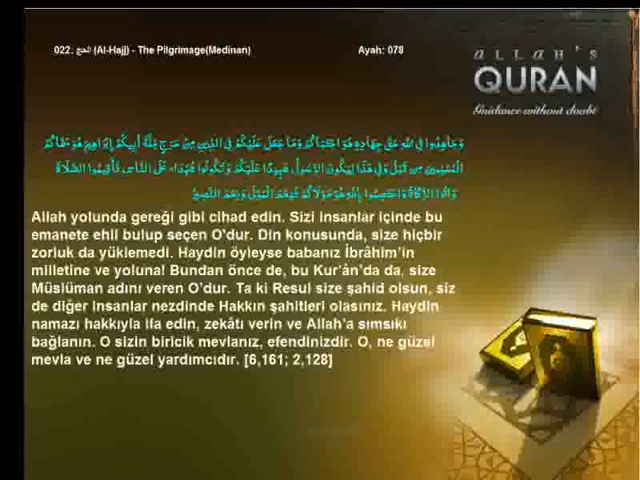 022: الحج (Al-Hajj) - The Pilgrimage(Medinan)
Ayah: 078
ALLAH'S
QURAN
Guidance without doubt
وَجَاهِدُوا فِي اللَّهِ حَقَّ جِهَادِهِ هُوَ اجْتَبَاكُمْ وَمَا جَعَلَ عَلَيْكُمْ فِي الدِّينِ مِنْ حَرَجٍ مِّلَّةَ أَبِيكُمْ إِبْرَاهِيمَ هُوَ سَمَّاكُمُ
الْمُسْلِمِينَ مِن قَبْلُ وَفِي هَذَا لِيَكُونَ الرَّسُولُ شَهِيدًا عَلَيْكُمْ وَتَكُونُوا شُهَدَاء عَلَى النَّاسِ فَأَقِيمُوا الصَّلَاةَ
وَآتُوا الزَّكَاةَ وَاعْتَصِمُوا بِاللَّهِ هُوَ مَوْلَاكُمْ فَنِعْمَ الْمَوْلَى وَنِعْمَ النَّصِيرُ
Allah yolunda gereği gibi cihad edin. Sizi insanlar içinde bu
emanete ehil bulup seçen O'dur. Din konusunda, size hiçbir
zorluk da yüklemedi. Haydin öyleyse babanız İbrâhim'in
milletine ve yoluna! Bundan önce de, bu Kur'ân'da da, size
Müslüman adını veren O'dur. Ta ki Resul size şahid olsun, siz
de diğer insanlar nezdinde Hakkın şahitleri olasınız. Haydin
namazı hakkıyla ifa edin, zekâtı verin ve Allah'a sımsıkı
bağlanın. O sizin biricik mevlanız, efendinizdir. O, ne güzel
mevla ve ne güzel yardımcıdır. [6,161; 2,128]